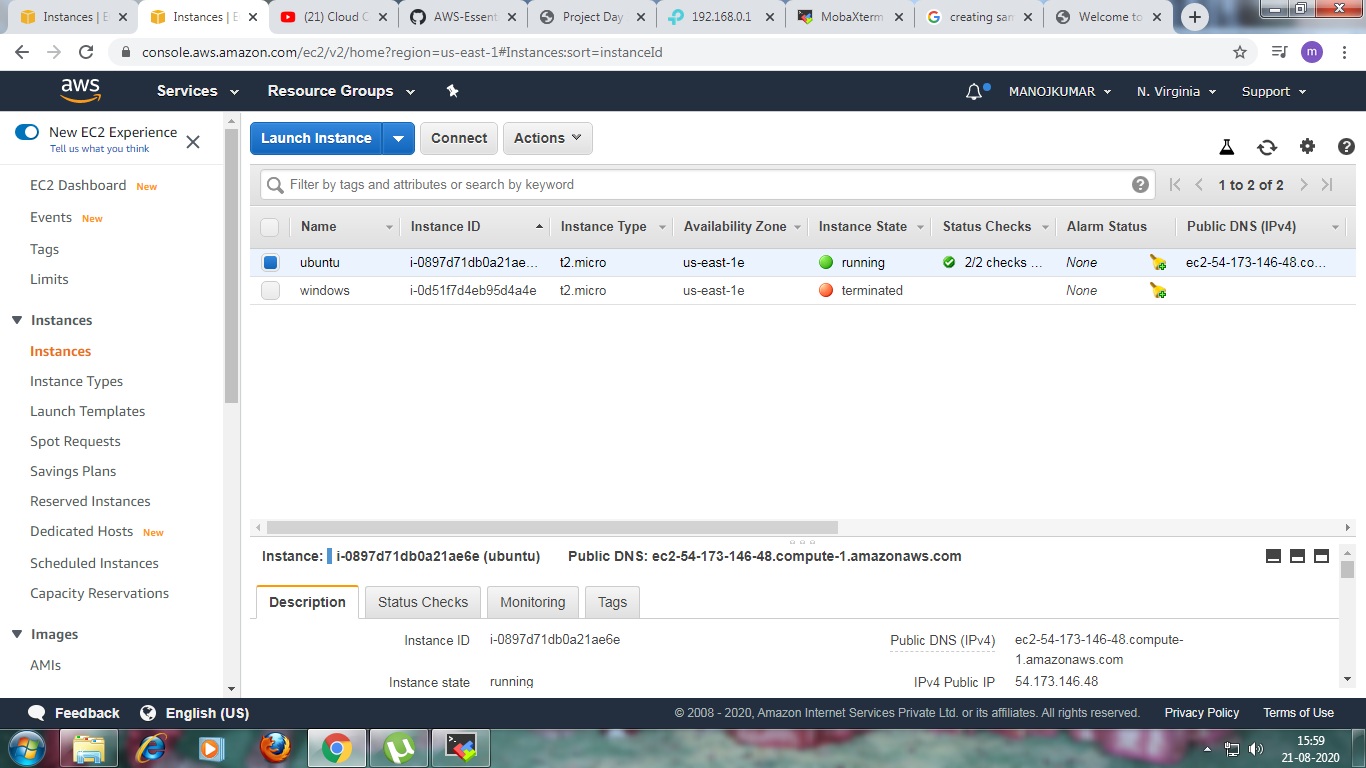 Instances | E
Instances | E
(21) Cloud C
AWS-Essent
Project Day
192.168.0.1
MobaXterm
creating sam
Welcome to
console.aws.amazon.com/ec2/v2/home?region=us-east-1#Instances:sort=instanceId
m
aws
Services
Resource Groups
MANOJKUMAR
N. Virginia
Support
New EC2 Experience
Tell us what you think
EC2 Dashboard New
Events New
Tags
Limits
Instances
Instances
Instance Types
Launch Templates
Spot Requests
Savings Plans
Reserved Instances
Dedicated Hosts New
Scheduled Instances
Capacity Reservations
Images
AMIs
Launch Instance
Connect
Actions
Filter by tags and attributes or search by keyword
1 to 2 of 2
Name Instance ID Instance Type Availability Zone Instance State Status Checks Alarm Status Public DNS (IPv4)
ubuntu i-0897d71db0a21ae... t2.micro us-east-1e running 2/2 checks ... None ec2-54-173-146-48.co...
windows i-0d51f7d4eb95d4a4e t2.micro us-east-1e terminated None
Instance: i-0897d71db0a21ae6e (ubuntu) Public DNS: ec2-54-173-146-48.compute-1.amazonaws.com
Description Status Checks Monitoring Tags
Instance ID i-0897d71db0a21ae6e
Public DNS (IPv4) ec2-54-173-146-48.compute-
1.amazonaws.com
Instance state running
IPv4 Public IP 54.173.146.48
Feedback
English (US)
© 2008 - 2020, Amazon Internet Services Private Ltd. or its affiliates. All rights reserved.
Privacy Policy
Terms of Use
15:59
21-08-2020